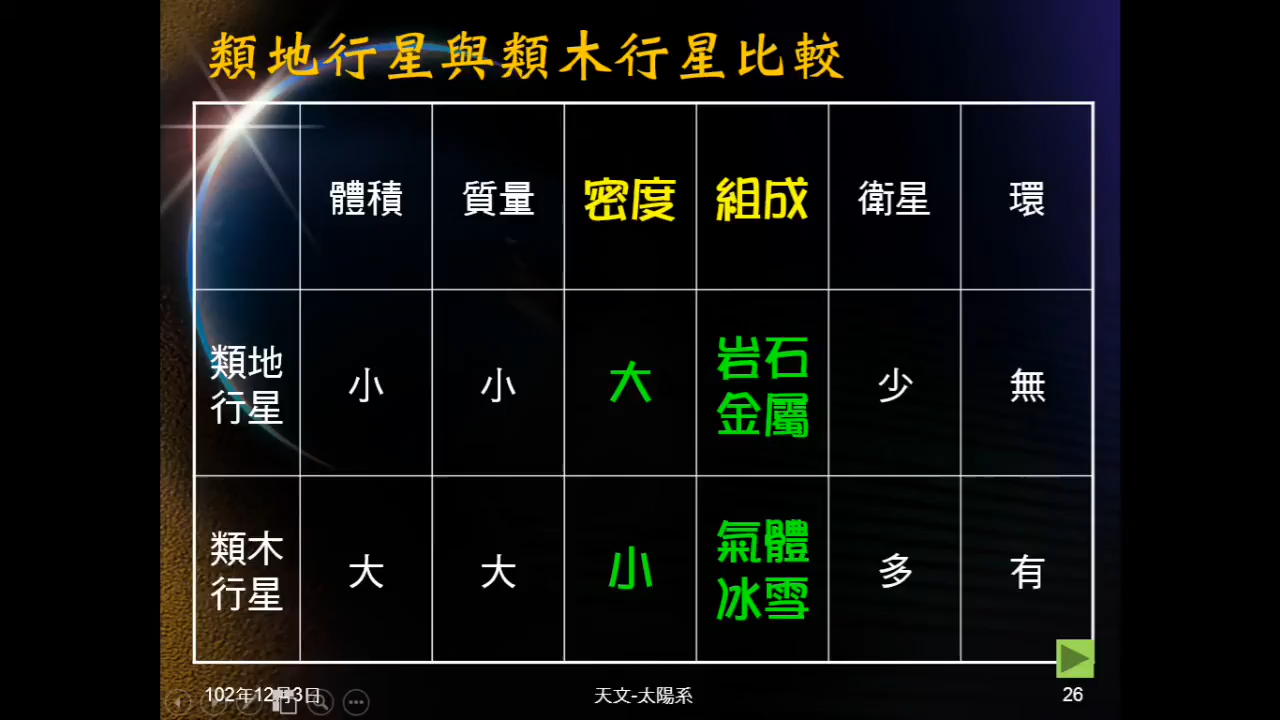 類地行星與類木行星比較
體積 質量 密度 組成 衛星 環
類地行星 小 小 大 岩石金屬 少 無
類木行星 大 大 小 氣體冰雪 多 有
102年12月3日 天文-太陽系 26